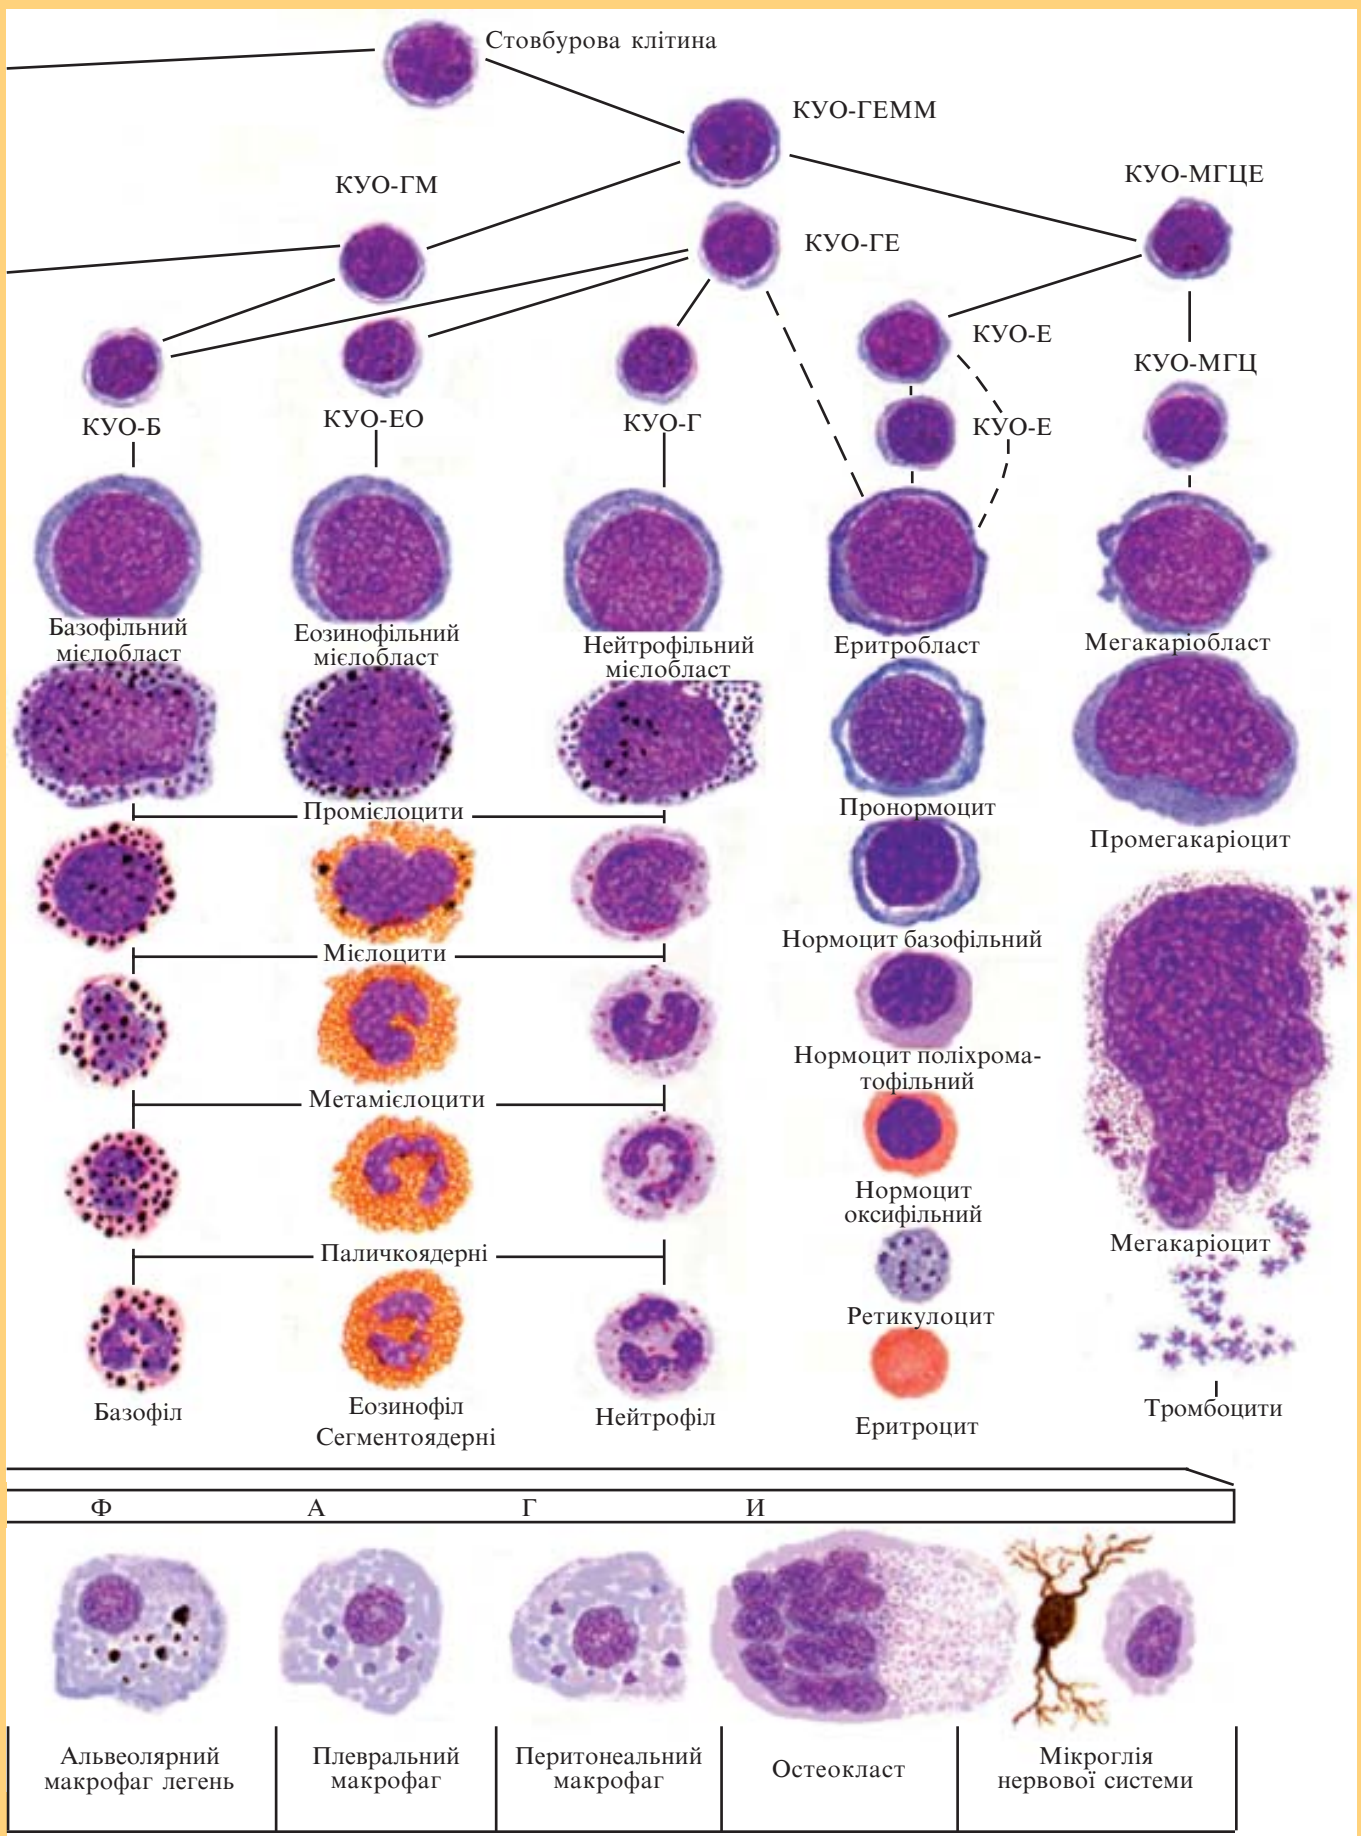 Стовбурова клітина
КУО-ГЕММ
КУО-МГЦЕ
КУО-ГМ
КУО-ГЕ
КУО-Е
КУО-МГЦ
КУО-Б
КУО-ЕО
КУО-Г
КУО-Е
Базофільний
мієлобласт
Еозинофільний
мієлобласт
Нейтрофільний
мієлобласт
Еритробласт
Мегакаріобласт
Промієлоцити
Пронормоцит
Промегакаріоцит
Мієлоцити
Нормоцит базофільний
Нормоцит поліхрома-
тофільний
Метамієлоцити
Нормоцит
оксифільний
Мегакаріоцит
Паличкоядерні
Ретикулоцит
Базофіл
Еозинофіл
Сегментоядерні
Нейтрофіл
Еритроцит
Тромбоцити
Ф А Г И
Альвеолярний
макрофаг легень
Плевральний
макрофаг
Перитонеальний
макрофаг
Остеокласт
Мікроглія
нервової системи